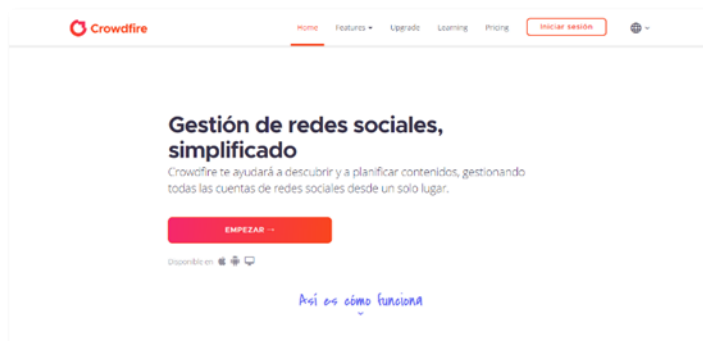 Crowdfire
Home Features Upgrade Learning Pricing Iniciar sesión
Gestión de redes sociales,
simplificado
Crowdfire te ayudará a descubrir y a planificar contenidos, gestionando
todas las cuentas de redes sociales desde un solo lugar.
EMPEZAR →
Disponible en
Así es cómo funciona